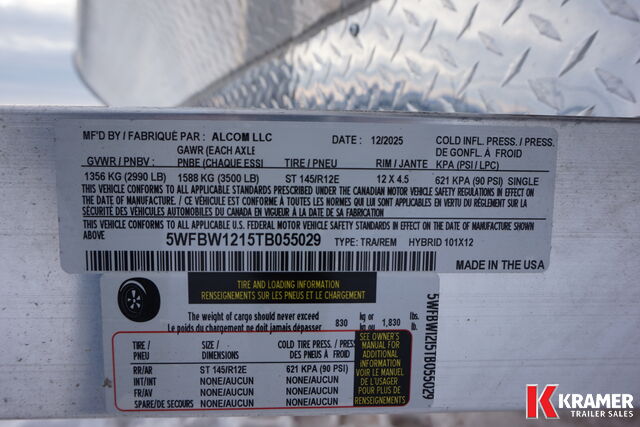 MF'D BY / FABRIQUÉ PAR : ALCOM LLC DATE : 12/2025 COLD INFL. PRESS. / PRESS.
GAWR (EACH AXLE DE GONFL. À FROID
GVWR / PNBV : PNBE (CHAQUE ESSI TIRE / PNEU RIM / JANTE KPA (PSI / LPC)
1356 KG (2990 LB) 1588 KG (3500 LB) ST 145/R12E 12 X 4.5 621 KPA (90 PSI) SINGLE
THIS VEHICLE CONFORMS TO ALL APPLICABLE STANDARDS PRESCRIBED UNDER THE CANADIAN MOTOR VEHICLE SAFETY REGULATIONS IN EFFECT
ON THE DATE OF MANUFACTURE. / CE VÉHICULE EST CONFORME À TOUTES LES NORMES QUI LUI SONT APPLICABLES EN VERTU DU RÈGLEMENT
SUR LA SÉCURITÉ DES VÉHICULES AUTOMOBILES DU CANADA EN VIGUEUR À LA DATE DE SA FABRICATION.
THIS VEHICLE CONFORMS TO ALL APPLICABLE U.S. FEDERAL MOTOR VEHICLE SAFETY STANDARDS IN EFFECT ON THE DATE OF MANUFACTURE SHOWN
ABOVE 5WFBW1215TB055029 TYPE: TRA/REM HYBRID 101X12
MADE IN THE USA
TIRE AND LOADING INFORMATION
RENSEIGNEMENTS SUR LES PNEUS ET LE CHARGEMENT
The weight of cargo should never exceed kg or lbs.
Le poids du chargement ne doit jamais dépasser 830 kg ou 1,830 lb.
TIRE / SIZE / COLD TIRE PRESS. / PRESS.
PNEU DIM. DES PNEUS À FROID
RR/AR ST 145/R12E 621 KPA (90 PSI)
INT/INT NONE/AUCUN NONE/AUCUN
FR/AV NONE/AUCUN NONE/AUCUN
SPARE/DE SECOURS NONE/AUCUN NONE/AUCUN
SEE OWNER'S
MANUAL FOR
ADDITIONAL
INFORMATION
VOIR LE MANUEL
DE L'USAGER
POUR PLUS DE
RENSEIGNEMENTS
5WFBW1215TB055029
K KRAMER
TRAILER SALES